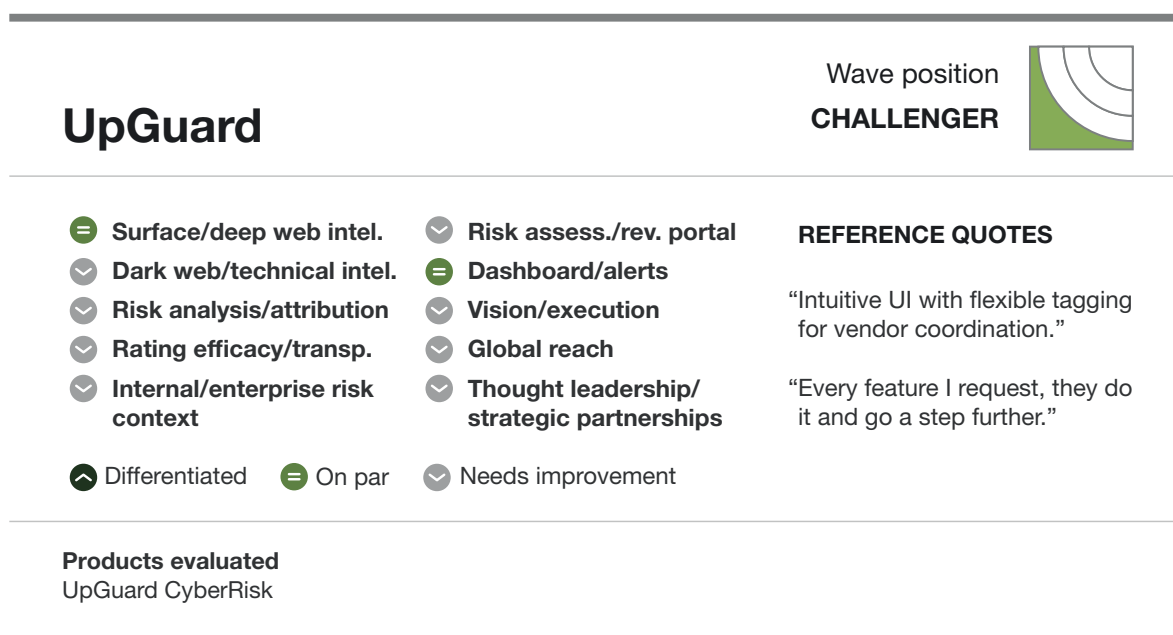 Wave position
CHALLENGER
UpGuard
Surface/deep web intel.
Dark web/technical intel.
Risk analysis/attribution
Rating efficacy/transp.
Internal/enterprise risk
context
Risk assess./rev. portal
Dashboard/alerts
Vision/execution
Global reach
Thought leadership/
strategic partnerships
REFERENCE QUOTES
“Intuitive UI with flexible tagging
for vendor coordination.”
“Every feature I request, they do
it and go a step further.”
Differentiated
On par
Needs improvement
Products evaluated
UpGuard CyberRisk